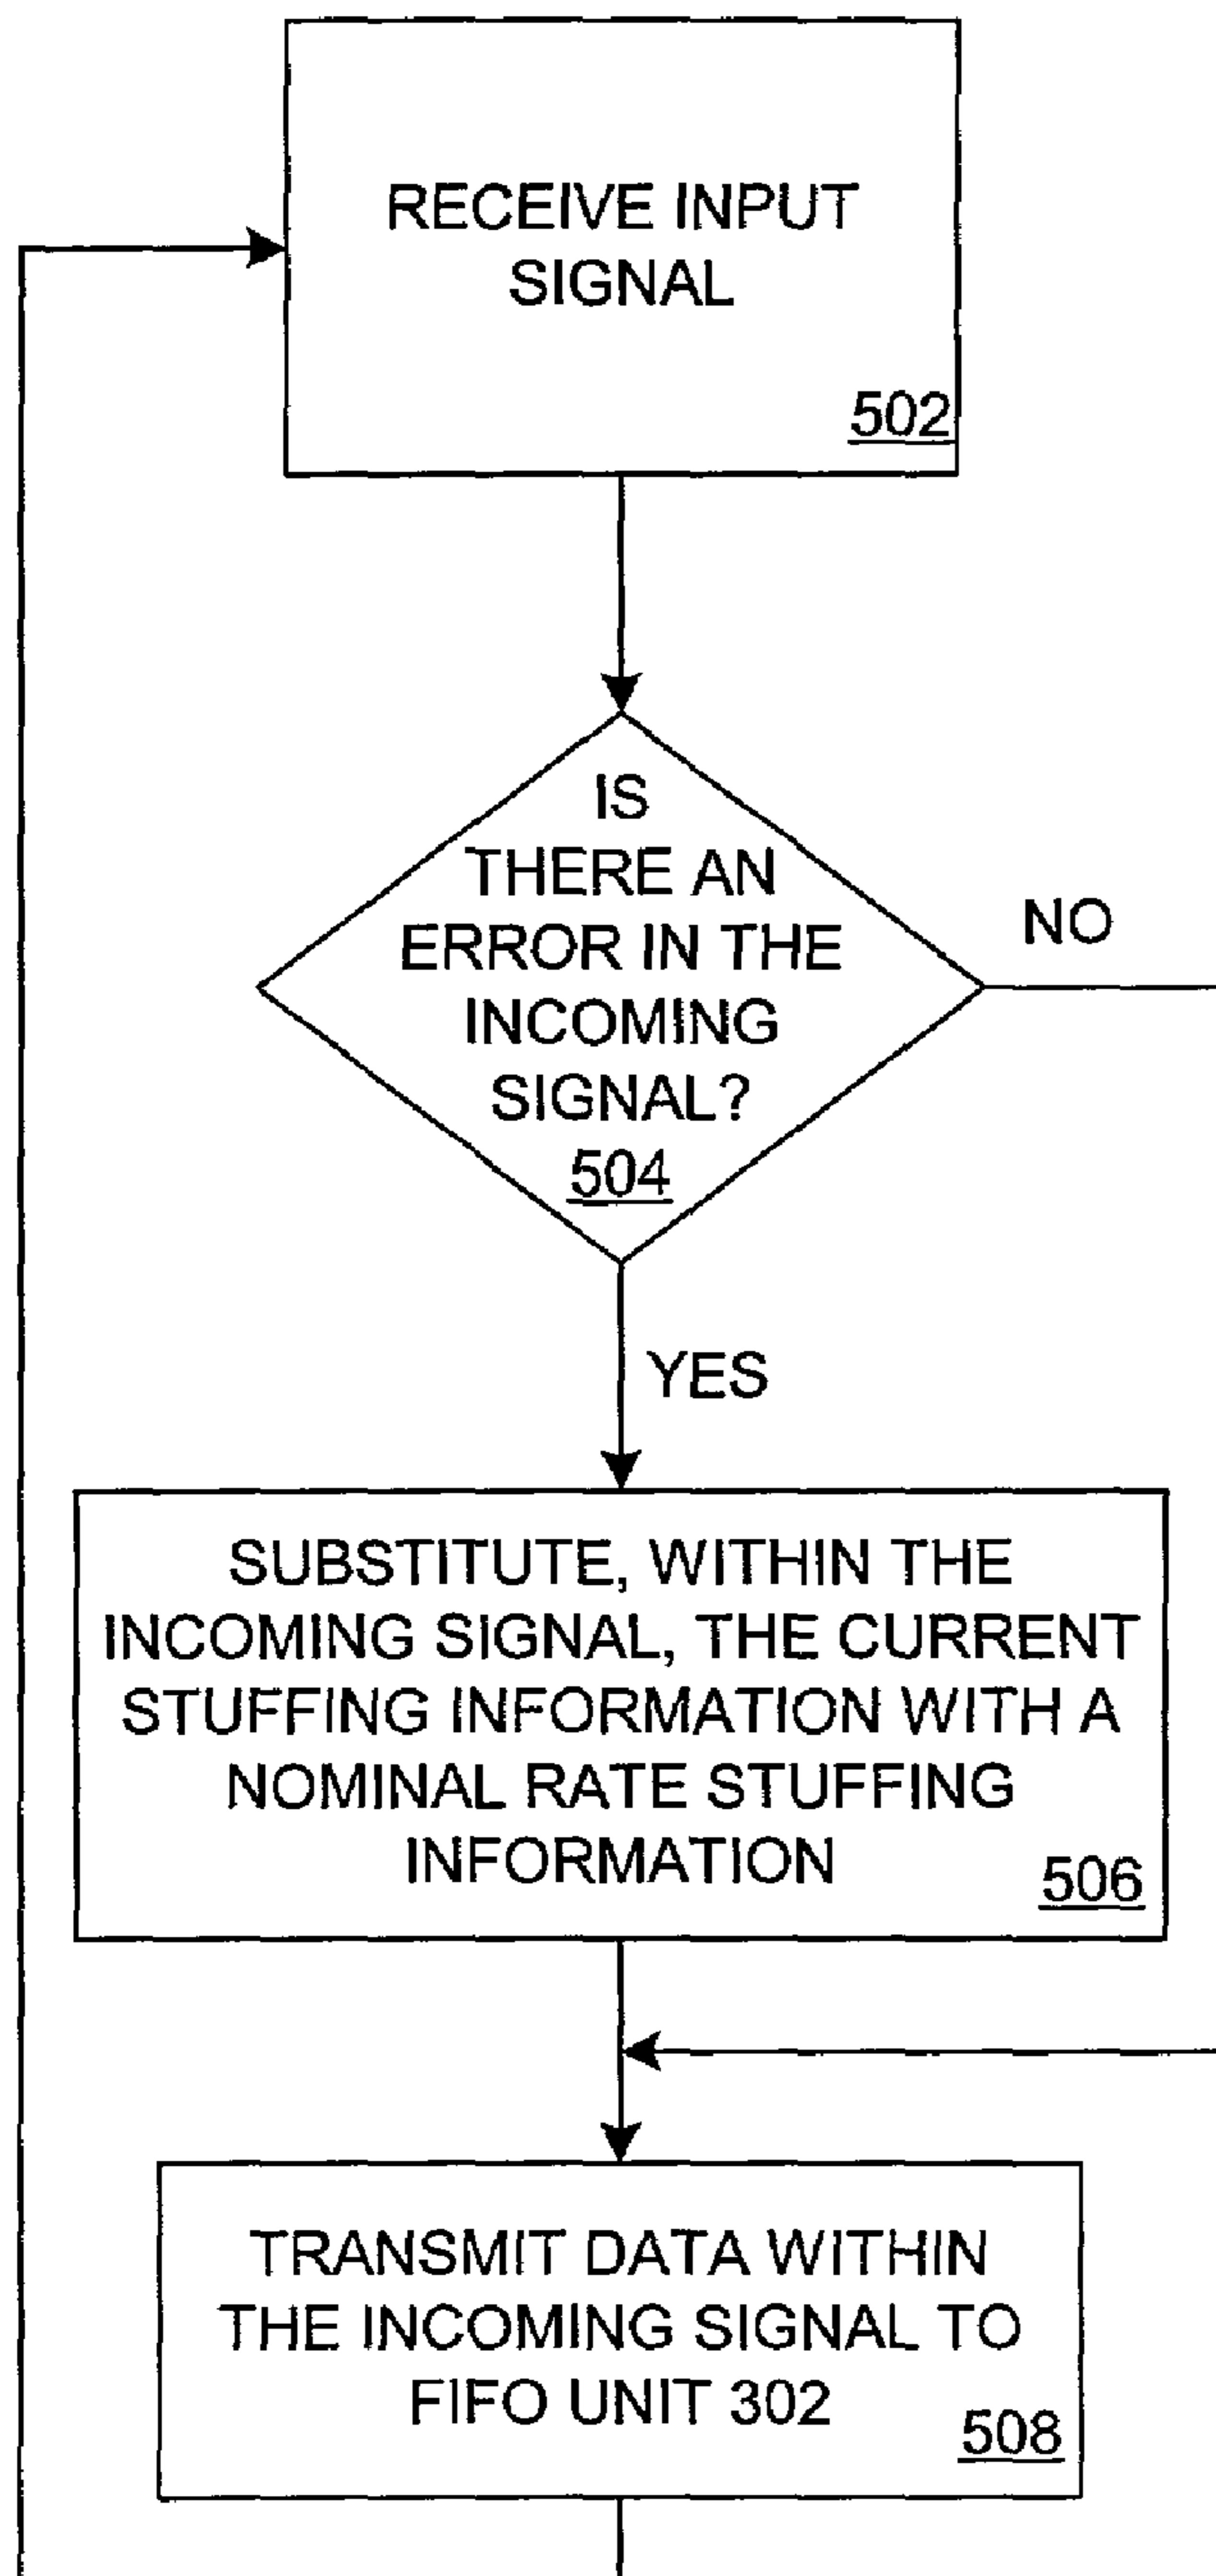 RECEIVE INPUT
SIGNAL
502
IS
THERE AN
ERROR IN THE
INCOMING
SIGNAL?
504
NO
YES
SUBSTITUTE, WITHIN THE
INCOMING SIGNAL, THE CURRENT
STUFFING INFORMATION WITH A
NOMINAL RATE STUFFING
INFORMATION
506
TRANSMIT DATA WITHIN
THE INCOMING SIGNAL TO
FIFO UNIT 302
508